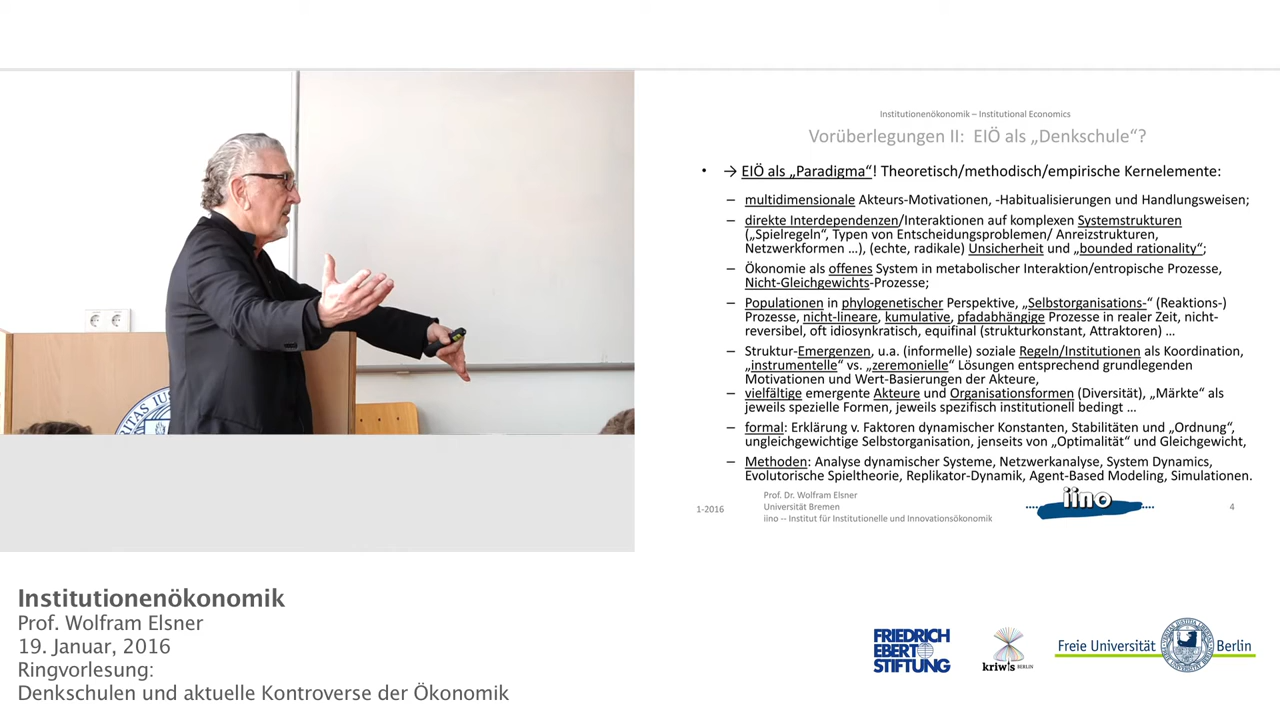 Institutionenökonomik – Institutional Economics
Vorüberlegungen II: EIÖ als „Denkschule“?
• → EIÖ als „Paradigma“! Theoretisch/methodisch/empirische Kernelemente:
– multidimensionale Akteurs-Motivationen, -Habitualisierungen und Handlungsweisen;
– direkte Interdependenzen/Interaktionen auf komplexen Systemstrukturen
(„Spielregeln“, Typen von Entscheidungsproblemen/ Anreizstrukturen,
Netzwerkformen …), (echte, radikale) Unsicherheit und „bounded rationality“;
– Ökonomie als offenes System in metabolischer Interaktion/entropische Prozesse,
Nicht-Gleichgewichts-Prozesse;
– Populationen in phylogenetischer Perspektive, „Selbstorganisations-“ (Reaktions-)
Prozesse, nicht-lineare, kumulative, pfadabhängige Prozesse in realer Zeit, nicht-
reversibel, oft idiosynkratisch, equifinal (strukturkonstant, Attraktoren) …
– Struktur-Emergenzen, u.a. (informelle) soziale Regeln/Institutionen als Koordination,
„instrumentelle“ vs. „zeremonielle“ Lösungen entsprechend grundlegenden
Motivationen und Wert-Basierungen der Akteure,
– vielfältige emergente Akteure und Organisationsformen (Diversität), „Märkte“ als
jeweils spezielle Formen, jeweils spezifisch institutionell bedingt …
– formal: Erklärung v. Faktoren dynamischer Konstanten, Stabilitäten und „Ordnung“,
ungleichgewichtige Selbstorganisation, jenseits von „Optimalität“ und Gleichgewicht,
– Methoden: Analyse dynamischer Systeme, Netzwerkanalyse, System Dynamics,
Evolutorische Spieltheorie, Replikator-Dynamik, Agent-Based Modeling, Simulationen.
1-2016
Prof. Dr. Wolfram Elsner
Universität Bremen
iino -- Institut für Institutionelle und Innovationsökonomik
iino
4
Institutionenökonomik
Prof. Wolfram Elsner
19. Januar, 2016
Ringvorlesung:
Denkschulen und aktuelle Kontroverse der Ökonomik
FRIEDRICH
EBERT
STIFTUNG
kriwis BERLIN
Freie Universität Berlin